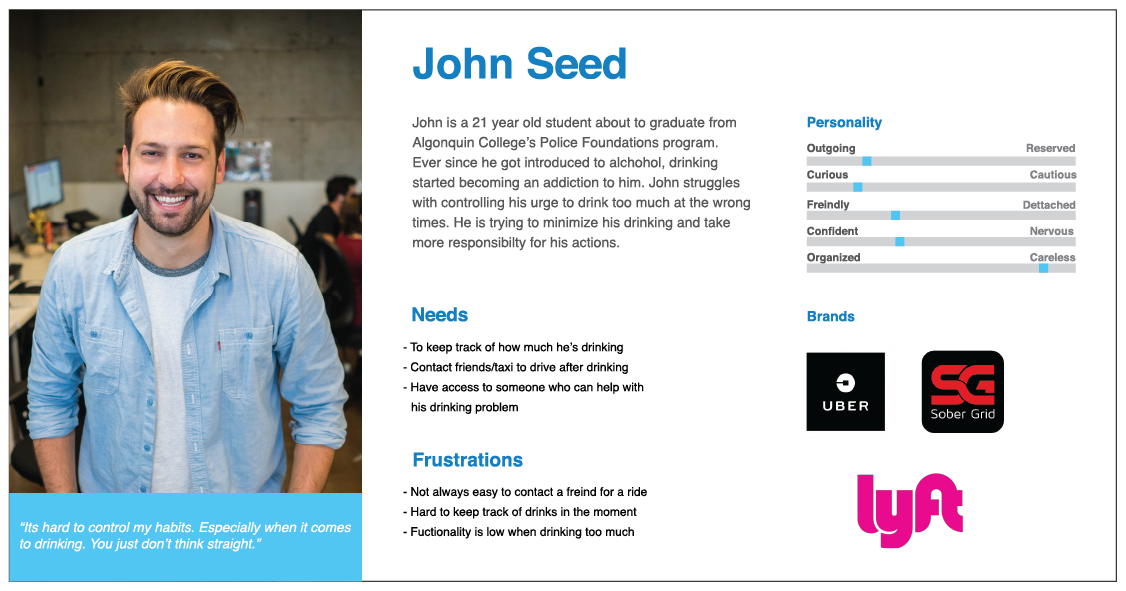 John Seed
John is a 21 year old student about to graduate from
Algonquin College's Police Foundations program.
Ever since he got introduced to alchohol, drinking
started becoming an addiction to him. John struggles
with controlling his urge to drink too much at the wrong
times. He is trying to minimize his drinking and take
more responsibilty for his actions.
Personality
Outgoing Reserved
Curious Cautious
Freindly Dettached
Confident Nervous
Organized Careless
Needs
- To keep track of how much he's drinking
- Contact friends/taxi to drive after drinking
- Have access to someone who can help with
his drinking problem
Brands
UBER
SG
Sober Grid
lyft
Frustrations
- Not always easy to contact a freind for a ride
- Hard to keep track of drinks in the moment
- Fuctionality is low when drinking too much
“Its hard to control my habits. Especially when it comes
to drinking. You just don't think straight.”